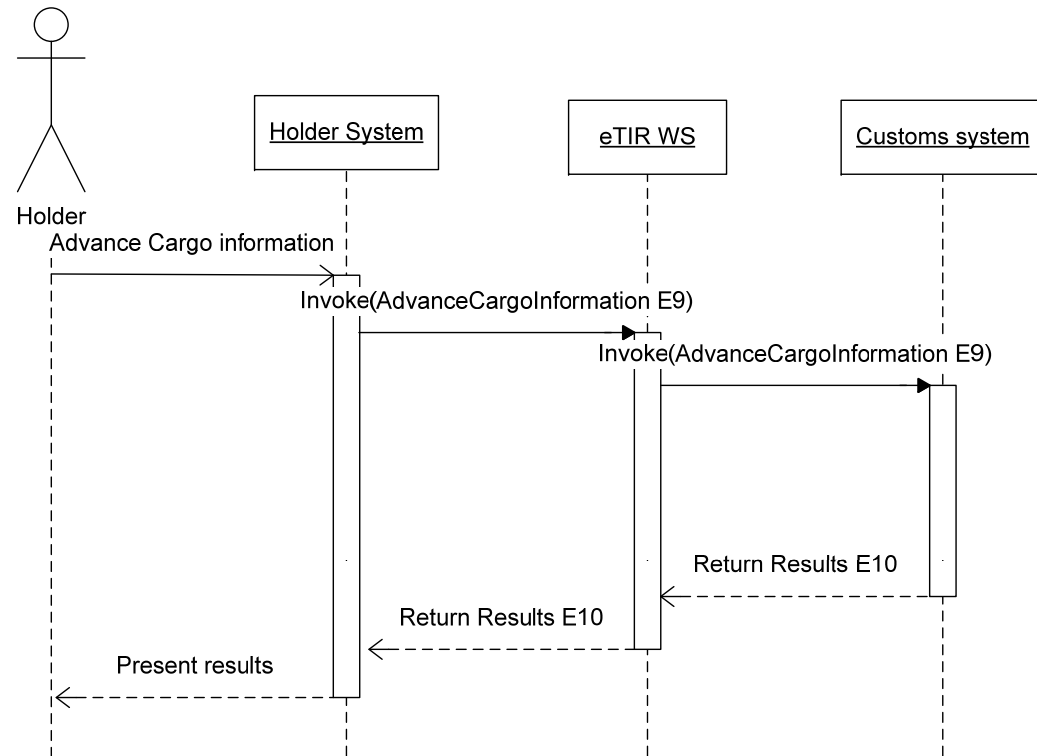 Holder System
eTIR WS
Customs system
Holder
Advance Cargo information
Invoke(AdvanceCargoInformation E9)
Invoke(AdvanceCargoInformation E9)
Return Results E10
Return Results E10
Present results